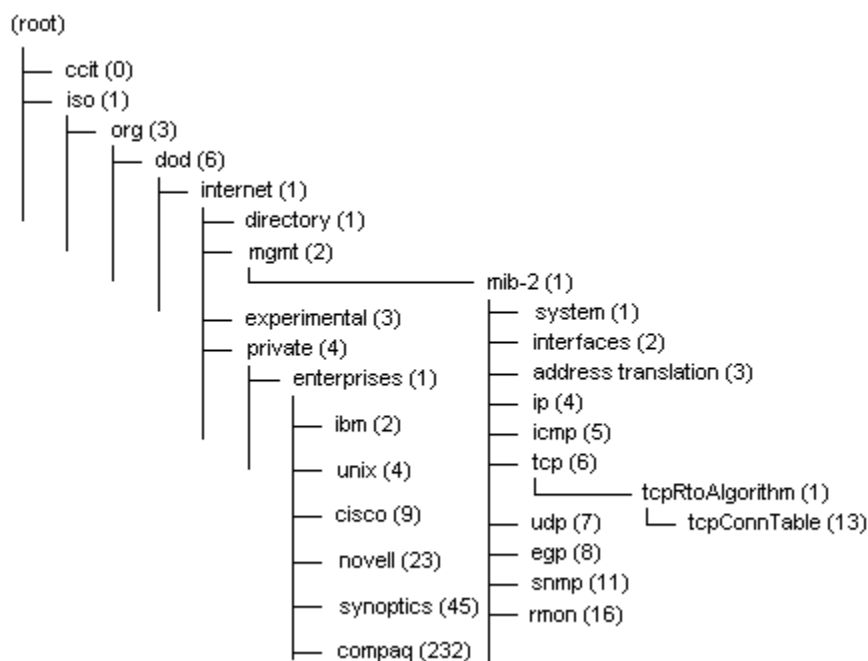 (root)
ccit (0)
iso (1)
org (3)
dod (6)
internet (1)
directory (1)
mgmt (2)
mib-2 (1)
system (1)
interfaces (2)
address translation (3)
ip (4)
icmp (5)
tcp (6)
tcpRtoAlgorithm (1)
tcpConnTable (13)
udp (7)
egp (8)
snmp (11)
rmon (16)
experimental (3)
private (4)
enterprises (1)
ibm (2)
unix (4)
cisco (9)
novell (23)
synoptics (45)
compaq (232)